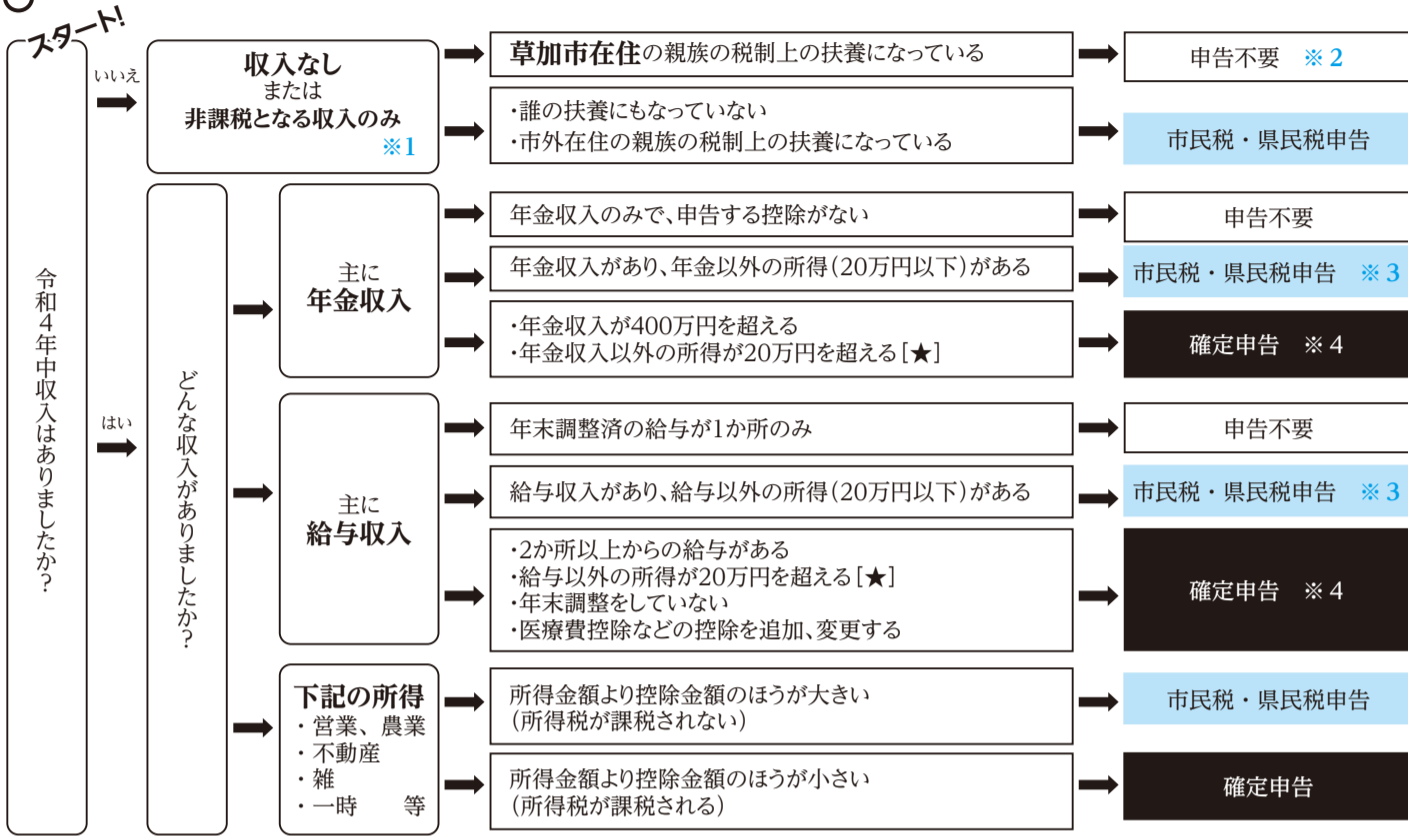 スタート!
令和4年中収入はありましたか?
いいえ
収入なし
または
非課税となる収入のみ
※1
草加市在住の親族の税制上の扶養になっている
申告不要 ※2
・誰の扶養にもなっていない
・市外在住の親族の税制上の扶養になっている
市民税・県民税申告
はい
どんな収入がありましたか?
主に
年金収入
年金収入のみで、申告する控除がない
申告不要
年金収入があり、年金以外の所得(20万円以下)がある
市民税・県民税申告 ※3
・年金収入が400万円を超える
・年金収入以外の所得が20万円を超える[★]
確定申告 ※4
主に
給与収入
年末調整済の給与が1か所のみ
申告不要
給与収入があり、給与以外の所得(20万円以下)がある
市民税・県民税申告 ※3
・2か所以上からの給与がある
・給与以外の所得が20万円を超える[★]
・年末調整をしていない
・医療費控除などの控除を追加、変更する
確定申告 ※4
下記の所得
・営業、農業
・不動産
・雑
・一時 等
所得金額より控除金額のほうが大きい
(所得税が課税されない)
市民税・県民税申告
所得金額より控除金額のほうが小さい
(所得税が課税される)
確定申告